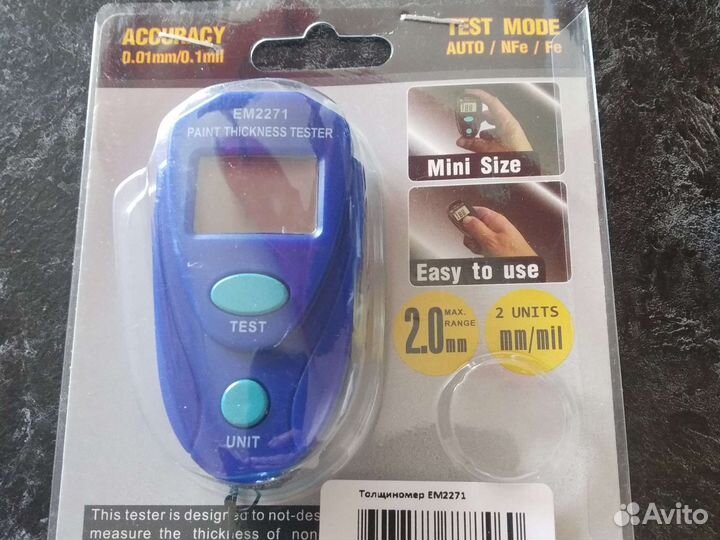 ACCURACY
0.01mm/0.1mil
TEST MODE
AUTO / NFe / Fe
EM2271
PAINT THICKNESS TESTER
Mini Size
Easy to use
TEST
2.0mm
MAX.
RANGE
2 UNITS
mm/mil
UNIT
Толщиномер EM2271
This tester is designed to not-des
measure the thickness of non
Avito